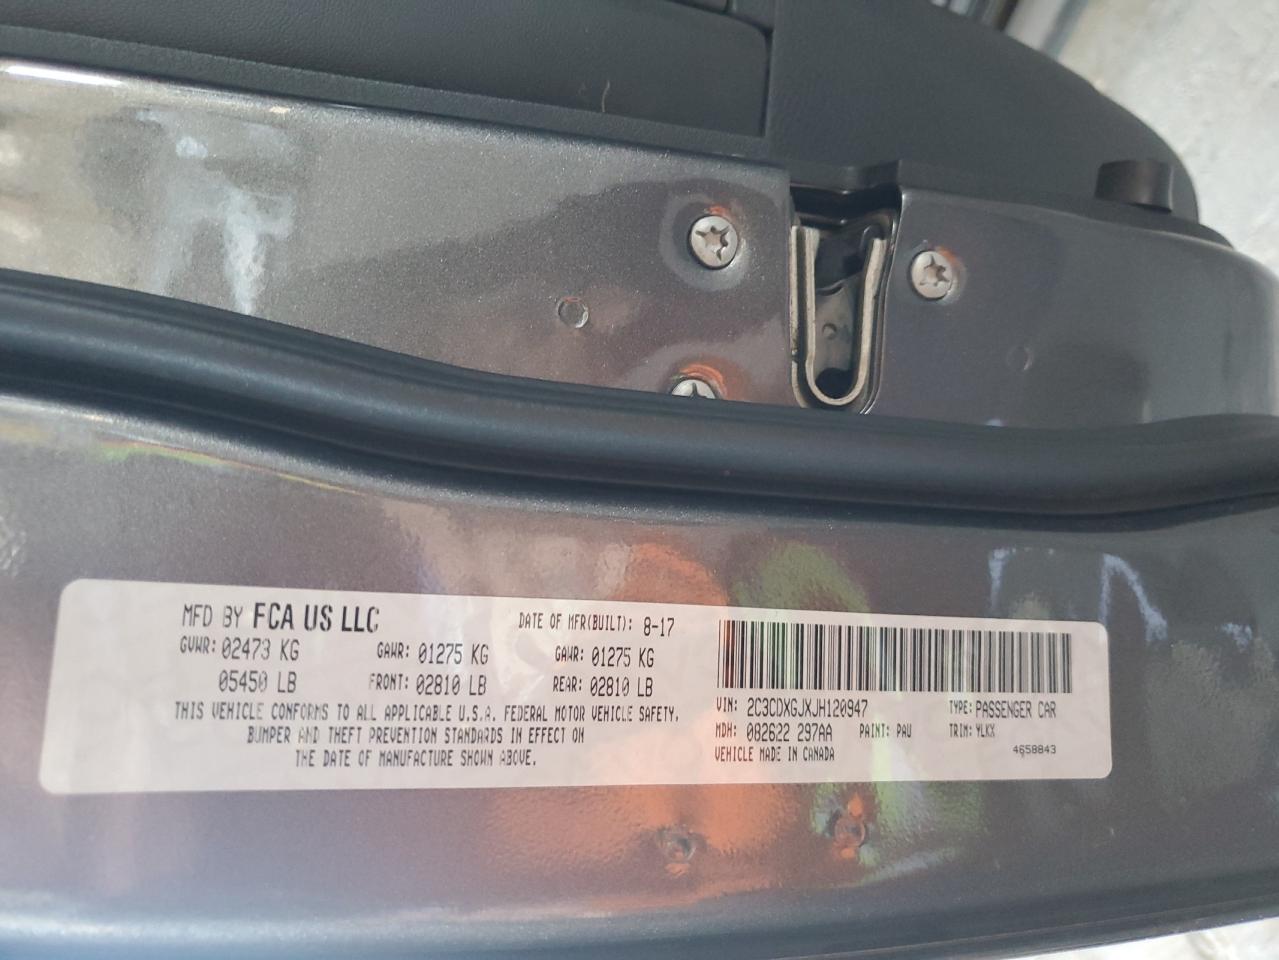 MFD BY FCA US LLC DATE OF MFR(BUILT): 8-17
GVWR: 02473 KG GAWR: 01275 KG GAWR: 01275 KG
05450 LB FRONT: 02810 LB REAR: 02810 LB
THIS VEHICLE CONFORMS TO ALL APPLICABLE U.S.A. FEDERAL MOTOR VEHICLE SAFETY,
BUMPER AND THEFT PREVENTION STANDARDS IN EFFECT ON
THE DATE OF MANUFACTURE SHOWN ABOVE.
VIN: 2C3CDXGJXJH120947 TYPE: PASSENGER CAR
MDH: 082622 297AA PAINT: PAU TRIM: YLKX
VEHICLE MADE IN CANADA 4658843